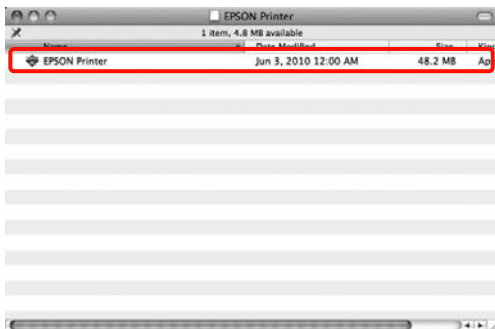 EPSON Printer
1 item, 4.8 MB available
Name Date Modified Size
EPSON Printer Jun 3, 2010 12:00 AM 48.2 MB Ap